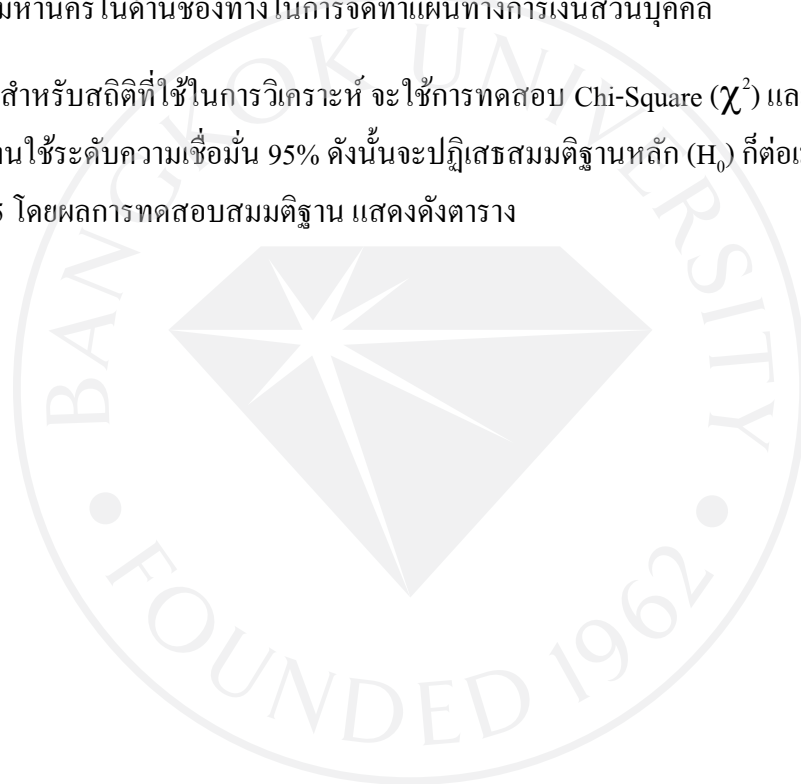 มหานครในด้านช่องทางในการจัดทำแผนทางการเงินส่วนบุคคล
สำหรับสถิติที่ใช้ในการวิเคราะห์ จะใช้การทดสอบ Chi-Square (χ²) แล
านใช้ระดับความเชื่อมั่น 95% ดังนั้นจะปฏิเสธสมมติฐานหลัก (H₀) ก็ต่อเ
โดยผลการทดสอบสมมติฐาน แสดงดังตาราง
BANGKOK UNIVERSITY
FOUNDED 1962